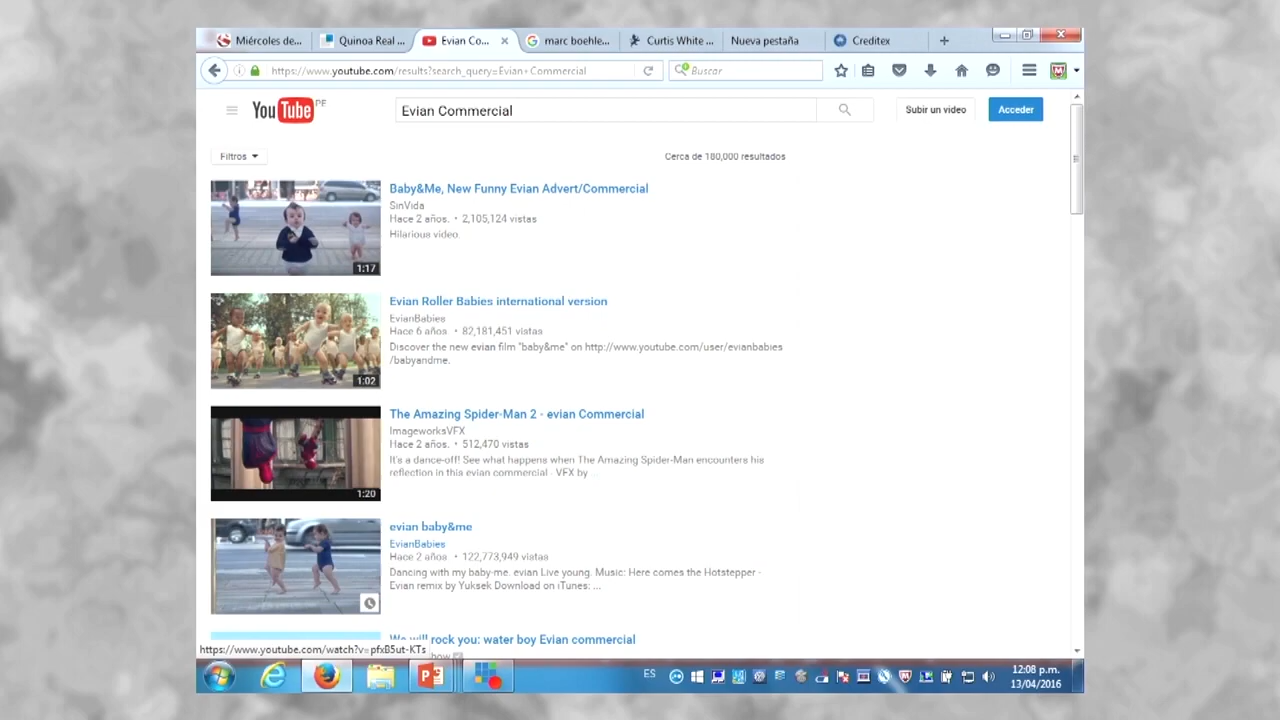 Miércoles de...
Quinoa Real ...
Evian Co...
marc boehle...
Curtis White ...
Nueva pestaña
Creditex
https://www.youtube.com/results?search_query=Evian+Commercial
Buscar
YouTube PE
Evian Commercial
Subir un video
Acceder
Filtros
Cerca de 180,000 resultados
Baby&Me, New Funny Evian Advert/Commercial
SinVida
Hace 2 años. • 2,105,124 vistas
Hilarious video.
1:17
Evian Roller Babies international version
EvianBabies
Hace 6 años • 82,181,451 vistas
Discover the new evian film "baby&me" on http://www.youtube.com/user/evianbabies
/babyandme.
1:02
The Amazing Spider-Man 2 - evian Commercial
ImageworksVFX
Hace 2 años. • 512,470 vistas
It's a dance-off! See what happens when The Amazing Spider-Man encounters his
reflection in this evian commercial - VFX by ...
1:20
evian baby&me
EvianBabies
Hace 2 años • 122,773,949 vistas
Dancing with my baby-me. evian Live young. Music: Here comes the Hotstepper -
Evian remix by Yuksek Download on iTunes: ...
We will rock you: water boy Evian commercial
https://www.youtube.com/watch?v=pfxB5ut-KTs
ES
12:08 p.m.
13/04/2016